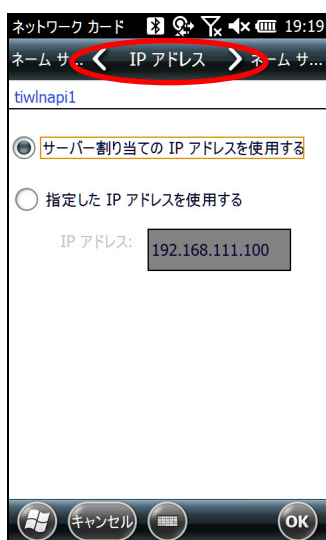 ネットワーク カード 19:19
ネーム サ... IP アドレス ネーム サ...
tiwlnapi1
サーバー割り当ての IP アドレスを使用する
指定した IP アドレスを使用する
IP アドレス: 192.168.111.100
キャンセル OK